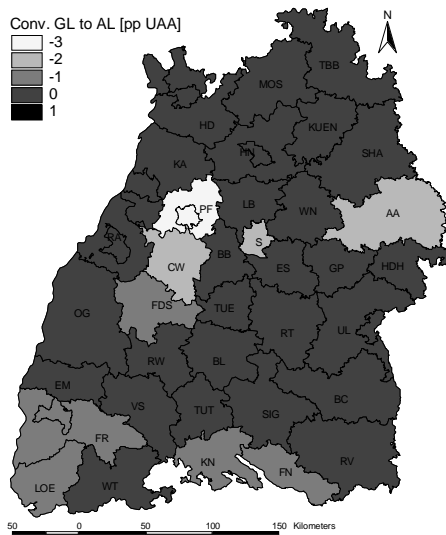 Conv. GL to AL [pp UAA]
-3
-2
-1
0
1
N
TBB
MOS
HD
KUEN
HN
SHA
KA
PF
LB
WN
AA
RA
S
CW
BB
ES
GP
HDH
FDS
TUE
OG
RT
UL
RW
BL
EM
BC
VS
TUT
SIG
FR
KN
RV
LOE
WT
FN
50 0 50 100 150 Kilometers